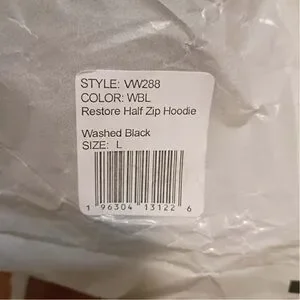 STYLE: VW288
COLOR: WBL
Restore Half Zip Hoodie
Washed Black
SIZE: L
1 96304 13122 6